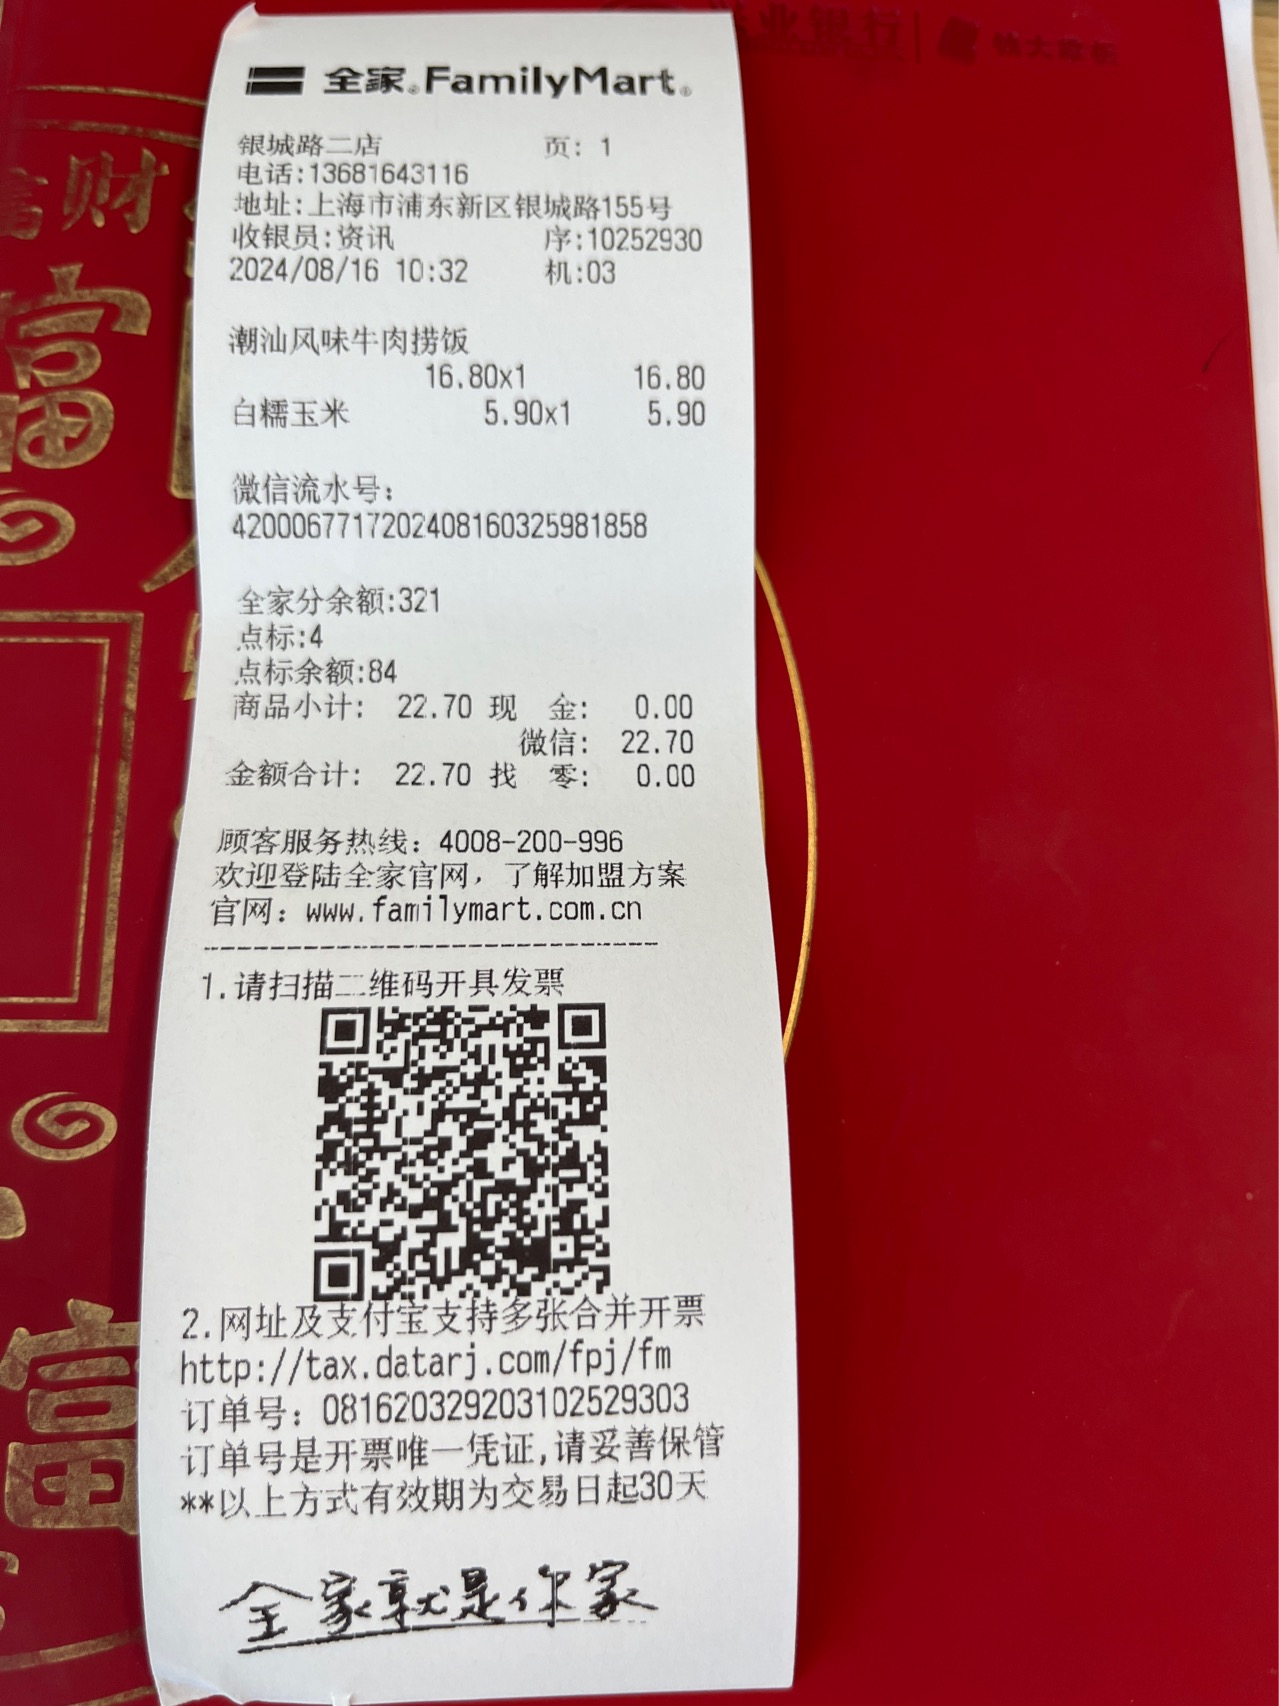 全家 FamilyMart
银城路二店 页: 1
电话:13681643116
地址:上海市浦东新区银城路155号
收银员:资讯 序:10252930
2024/08/16 10:32 机:03
潮汕风味牛肉捞饭
16.80x1 16.80
白糯玉米 5.90x1 5.90
微信流水号:
4200067717202408160325981858
全家分余额:321
点标:4
点标余额:84
商品小计: 22.70 现 金: 0.00
微信: 22.70
金额合计: 22.70 找 零: 0.00
顾客服务热线: 4008-200-996
欢迎登陆全家官网,了解加盟方案
官网: www.familymart.com.cn
1.请扫描二维码开具发票
2.网址及支付宝支持多张合并开票
http://tax.datarj.com/fpj/fm
订单号: 0816203292031025293​03
订单号是开票唯一凭证,请妥善保管
**以上方式有效期为交易日起30天
全家就是你家
财
富
富